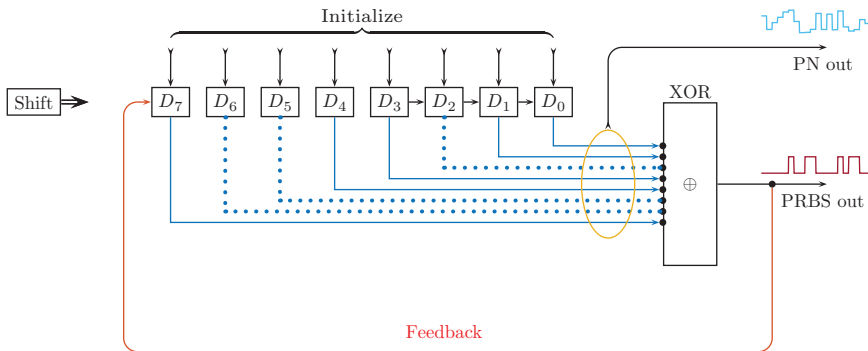 Initialize
PN out
Shift
D₇ D₆ D₅ D₄ D₃ D₂ D₁ D₀
XOR
⊕
PRBS out
Feedback